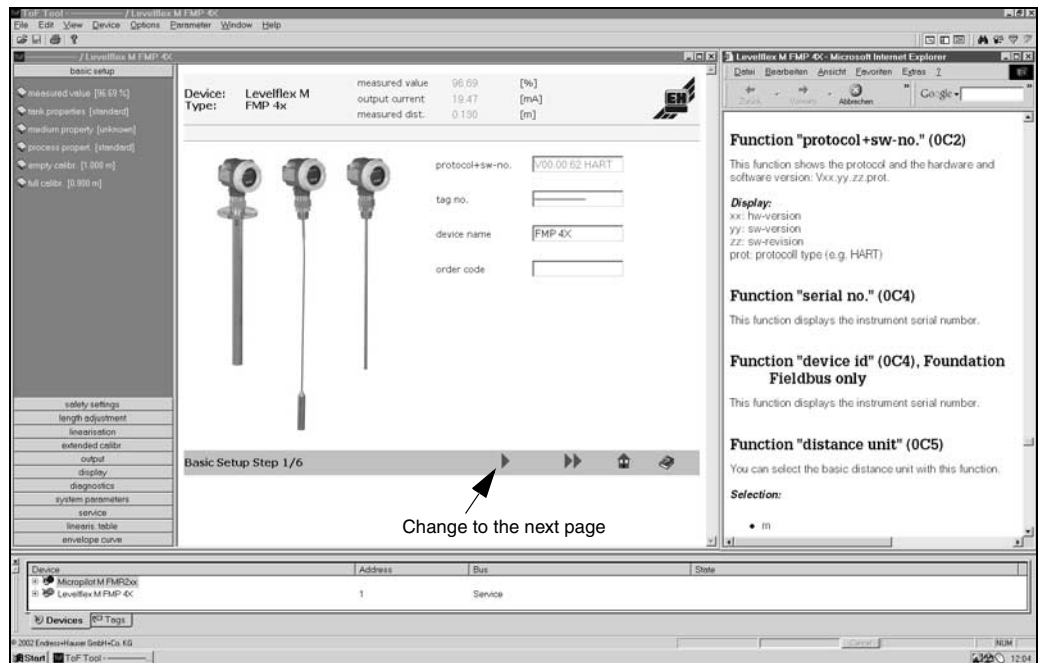 ToF Tool - / Levelflex M FMP 4X
File Edit View Device Options Parameter Window Help
/ Levelflex M FMP 4X
basic setup
measured value [96.69 %]
tank properties [standard]
medium property [unknown]
process propert. [standard]
empty calibr. [1.000 m]
full calibr. [0.900 m]
safety settings
length adjustment
linearisation
extended calibr.
output
display
diagnostics
system parameters
service
linearis. table
envelope curve
Device: Levelflex M
Type: FMP 4x
measured value 96.69 [%]
output current 19.47 [mA]
measured dist. 0.130 [m]
EH
protocol+sw-no. V00.00.62 HART
tag no.
device name FMP 4X
order code
Basic Setup Step 1/6
Change to the next page
Levelflex M FMP 4X - Microsoft Internet Explorer
Datei Bearbeiten Ansicht Favoriten Extras ?
Zurück Vorwärts Abbrechen Google
Function "protocol+sw-no." (0C2)
This function shows the protocol and the hardware and
software version: Vxx.yy.zz.prot.
Display:
xx: hw-version
yy: sw-version
zz: sw-revision
prot: protocoll type (e.g. HART)
Function "serial no." (0C4)
This function displays the instrument serial number.
Function "device id" (0C4), Foundation
Fieldbus only
This function displays the instrument serial number.
Function "distance unit" (0C5)
You can select the basic distance unit with this function.
Selection:
• m
Device Address Bus State
Micropilot M FMR2xx
Levelflex M FMP 4X 1 Service
Devices Tags
© 2002 Endress+Hauser GmbH+Co. KG
Cancel NUM
Start ToF Tool - 12:04